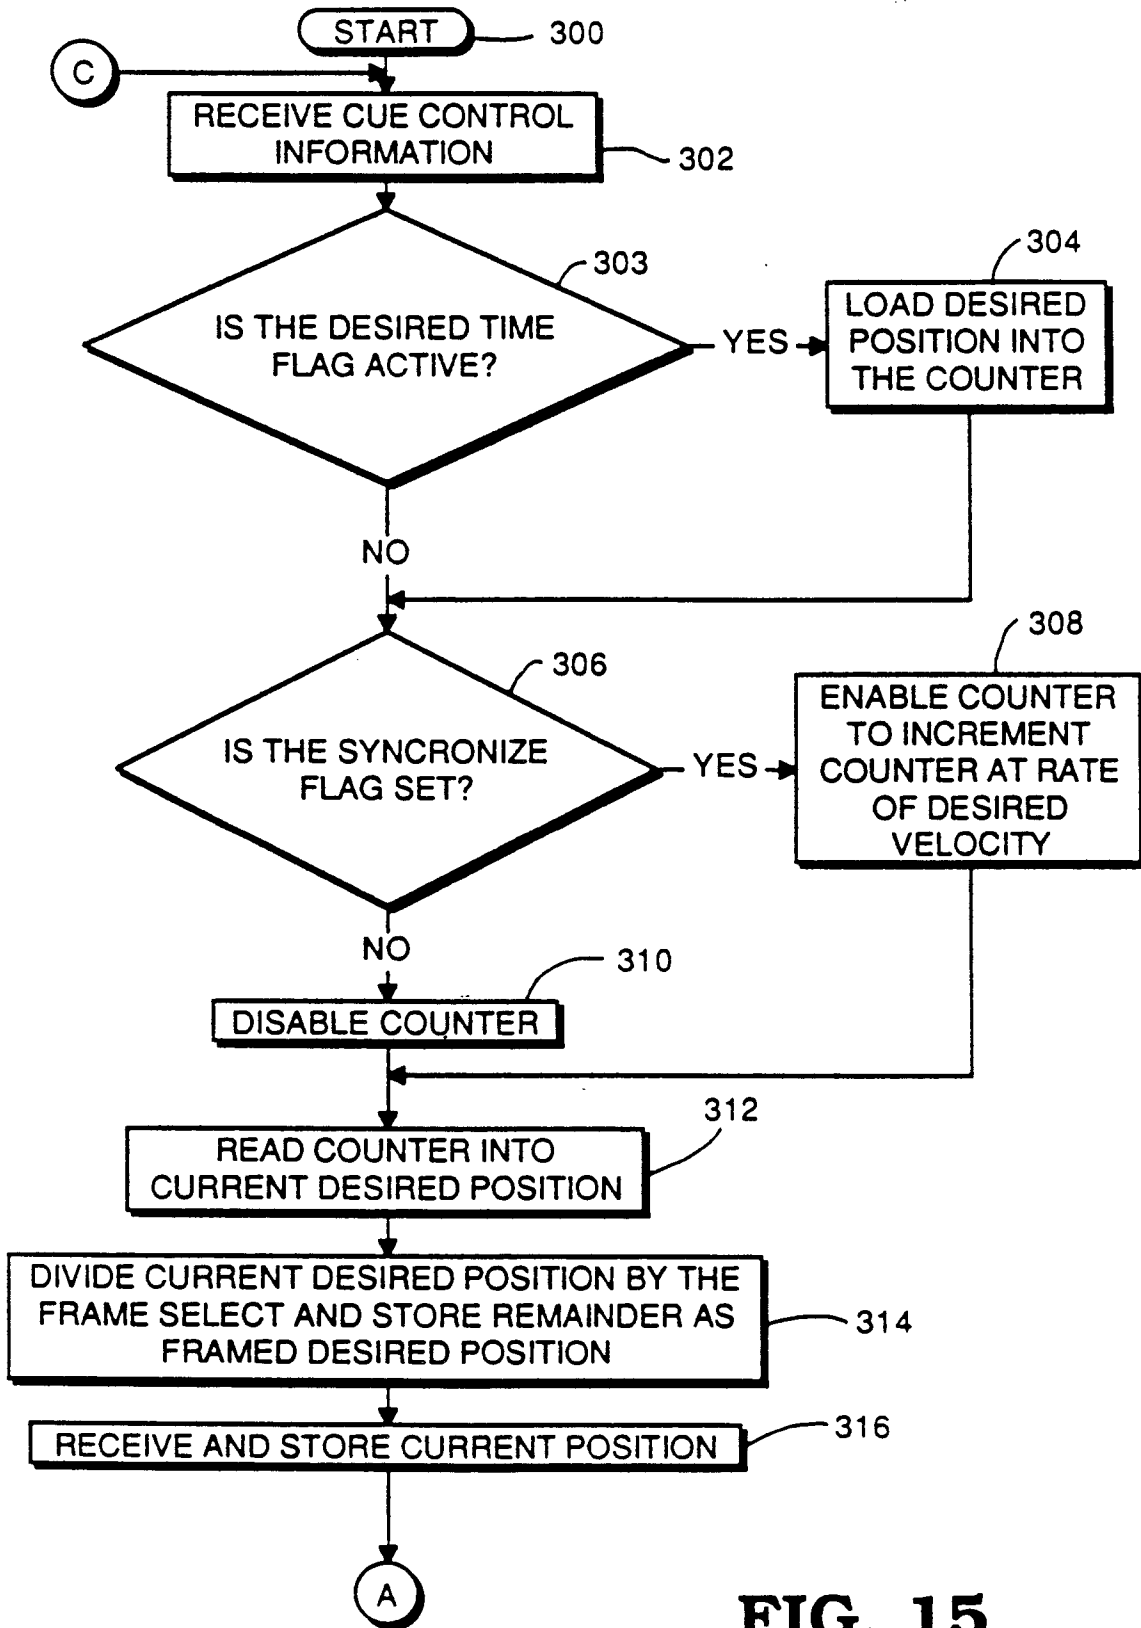 START
300
C
RECEIVE CUE CONTROL
INFORMATION
302
303
IS THE DESIRED TIME
FLAG ACTIVE?
YES
304
LOAD DESIRED
POSITION INTO
THE COUNTER
NO
306
IS THE SYNCRONIZE
FLAG SET?
YES
308
ENABLE COUNTER
TO INCREMENT
COUNTER AT RATE
OF DESIRED
VELOCITY
NO
310
DISABLE COUNTER
312
READ COUNTER INTO
CURRENT DESIRED POSITION
DIVIDE CURRENT DESIRED POSITION BY THE
FRAME SELECT AND STORE REMAINDER AS
FRAMED DESIRED POSITION
314
RECEIVE AND STORE CURRENT POSITION
316
A
FIG. 15